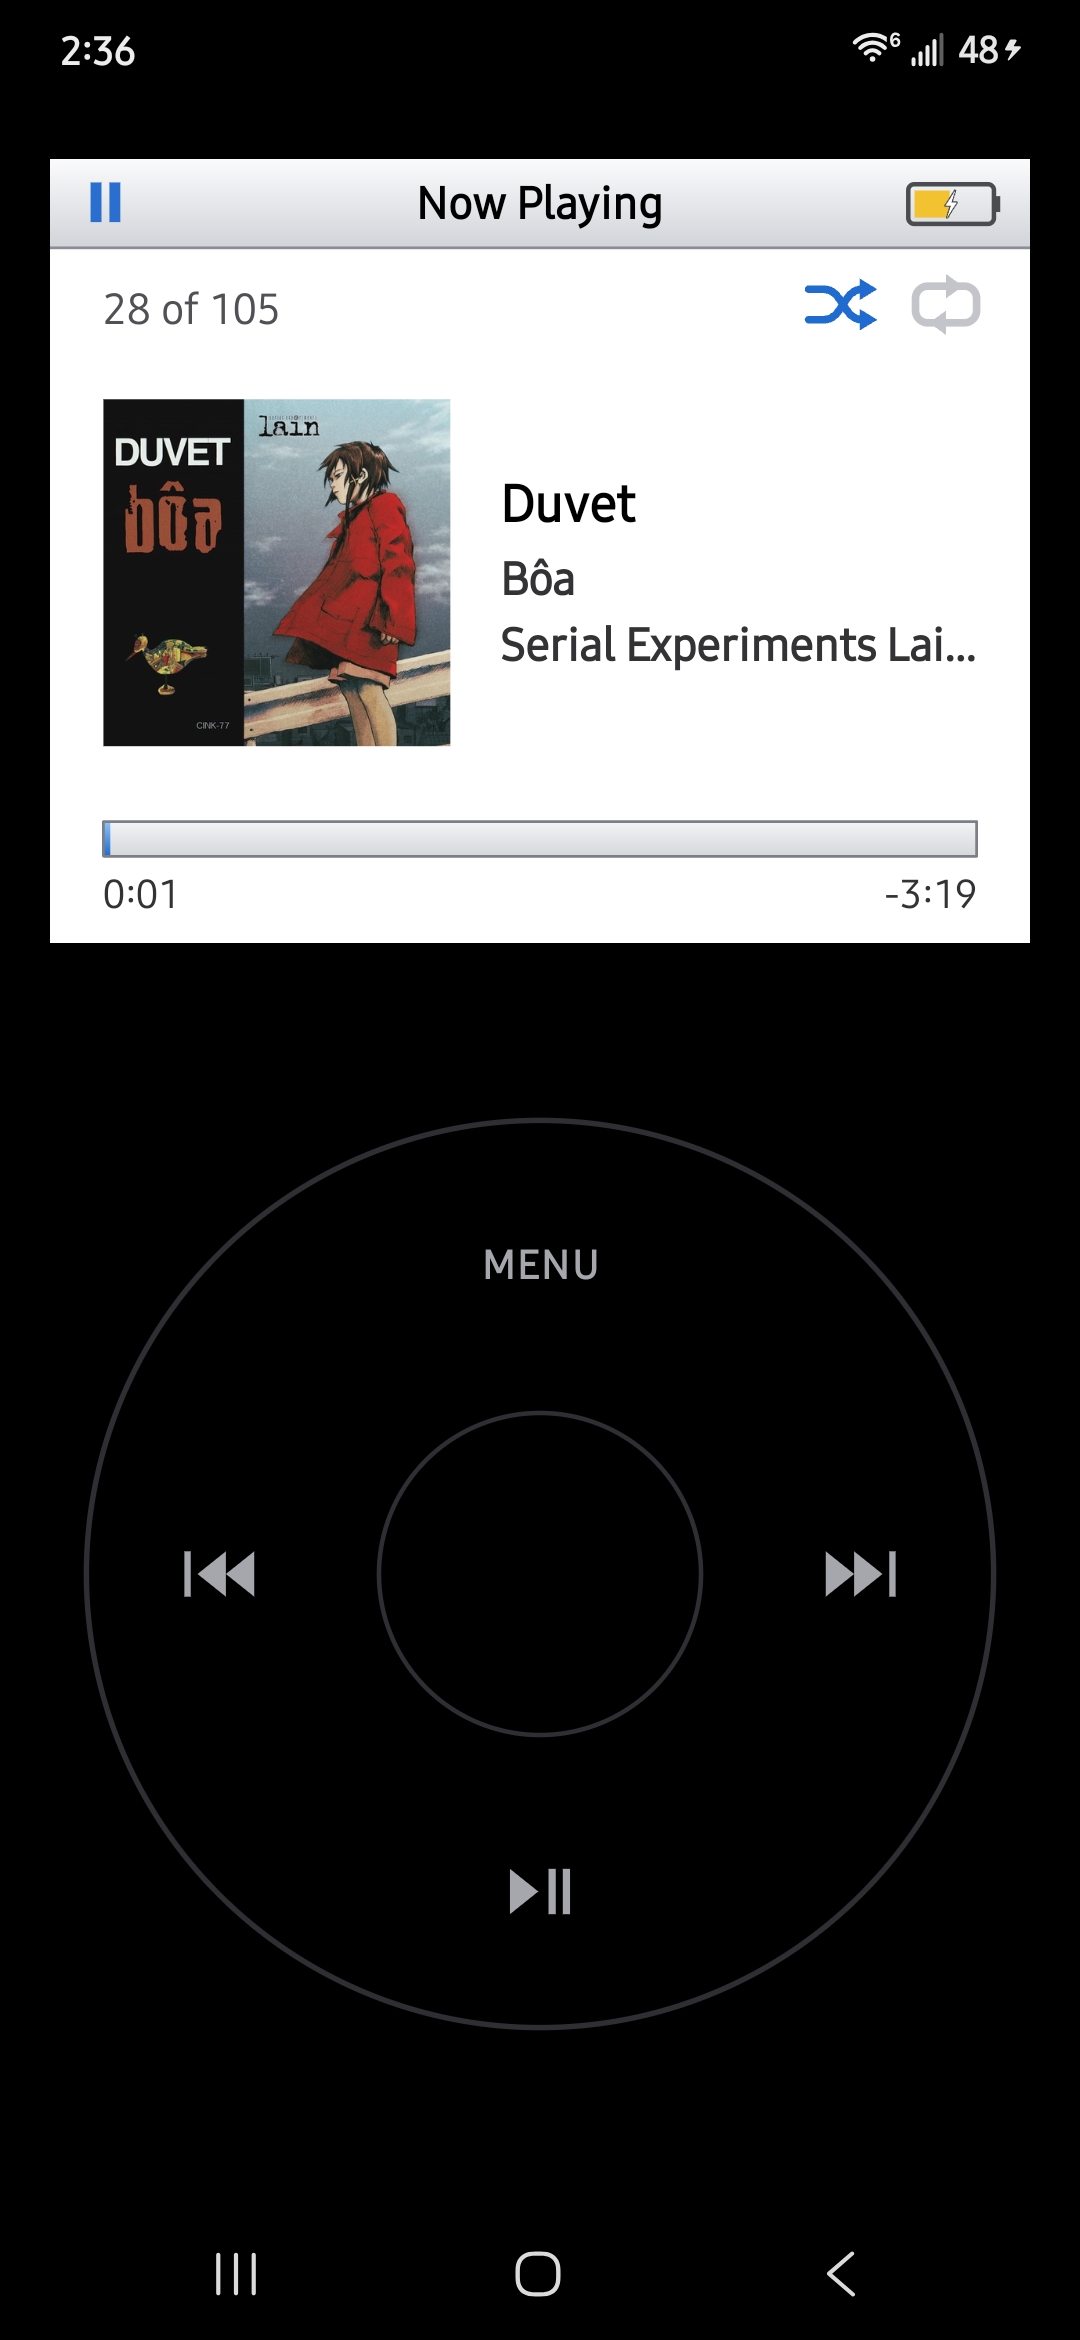 2:36
6
48
Now Playing
28 of 105
DUVET
bôa
lain
CINK-77
Duvet
Bôa
Serial Experiments Lai...
0:01
-3:19
MENU